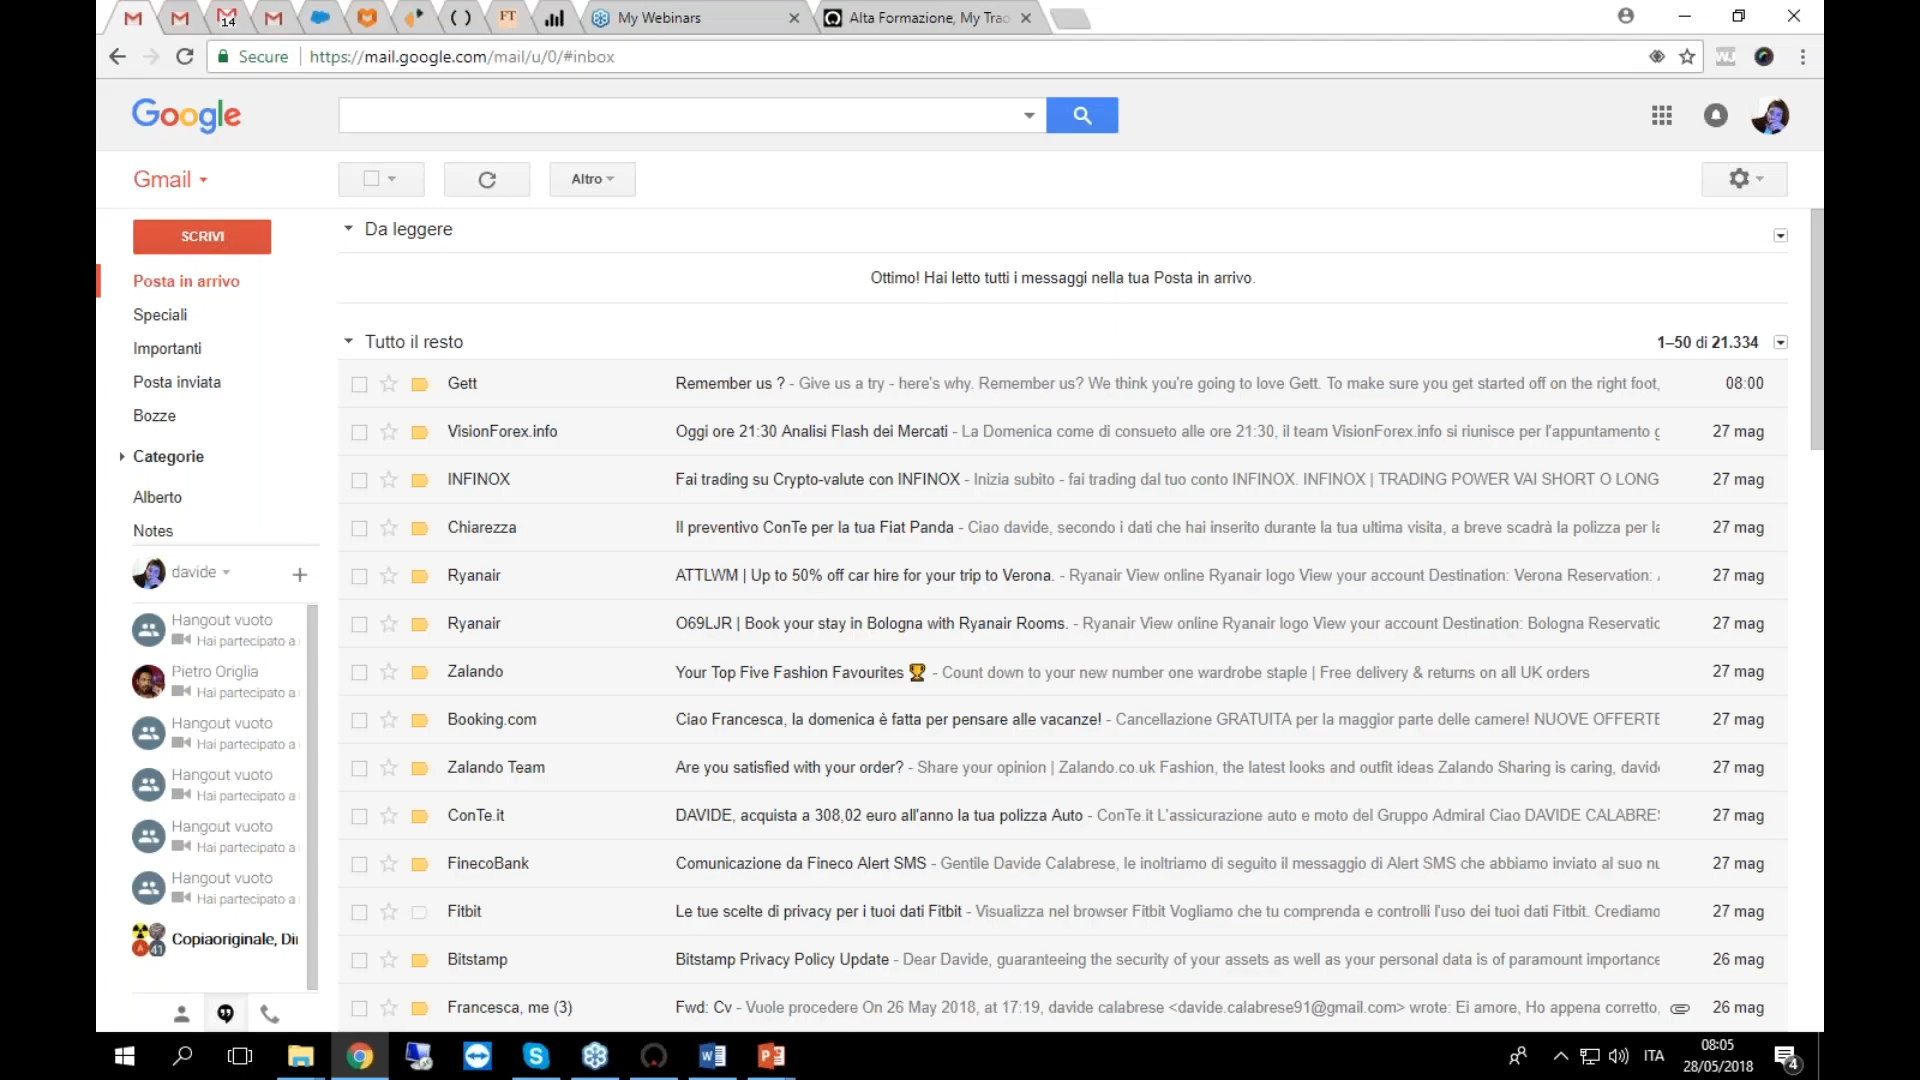 14
FT
My Webinars
Alta Formazione, My Trad
Secure
https://mail.google.com/mail/u/0/#inbox
Google
Gmail
Altro
SCRIVI
Posta in arrivo
Speciali
Importanti
Posta inviata
Bozze
Categorie
Alberto
Notes
davide
Hangout vuoto
Hai partecipato a
Pietro Origlia
Hai partecipato a
Hangout vuoto
Hai partecipato a
Hangout vuoto
Hai partecipato a
Hangout vuoto
Hai partecipato a
Hangout vuoto
Hai partecipato a
A 41
Copiaoriginale, Di
Da leggere
Ottimo! Hai letto tutti i messaggi nella tua Posta in arrivo.
Tutto il resto 1–50 di 21.334
Gett Remember us ? - Give us a try - here's why. Remember us? We think you're going to love Gett. To make sure you get started off on the right foot, 08:00
VisionForex.info Oggi ore 21:30 Analisi Flash dei Mercati - La Domenica come di consueto alle ore 21:30, il team VisionForex.info si riunisce per l'appuntamento 27 mag
INFINOX Fai trading su Crypto-valute con INFINOX - Inizia subito - fai trading dal tuo conto INFINOX. INFINOX | TRADING POWER VAI SHORT O LONG 27 mag
Chiarezza Il preventivo ConTe per la tua Fiat Panda - Ciao davide, secondo i dati che hai inserito durante la tua ultima visita, a breve scadrà la polizza per la 27 mag
Ryanair ATTLWM | Up to 50% off car hire for your trip to Verona. - Ryanair View online Ryanair logo View your account Destination: Verona Reservation: 27 mag
Ryanair O69LJR | Book your stay in Bologna with Ryanair Rooms. - Ryanair View online Ryanair logo View your account Destination: Bologna Reservatic 27 mag
Zalando Your Top Five Fashion Favourites 🏆 - Count down to your new number one wardrobe staple | Free delivery & returns on all UK orders 27 mag
Booking.com Ciao Francesca, la domenica è fatta per pensare alle vacanze! - Cancellazione GRATUITA per la maggior parte delle camere! NUOVE OFFERTE 27 mag
Zalando Team Are you satisfied with your order? - Share your opinion | Zalando.co.uk Fashion, the latest looks and outfit ideas Zalando Sharing is caring, davide 27 mag
ConTe.it DAVIDE, acquista a 308,02 euro all'anno la tua polizza Auto - ConTe.it L'assicurazione auto e moto del Gruppo Admiral Ciao DAVIDE CALABRES 27 mag
FinecoBank Comunicazione da Fineco Alert SMS - Gentile Davide Calabrese, le inoltriamo di seguito il messaggio di Alert SMS che abbiamo inviato al suo nu 27 mag
Fitbit Le tue scelte di privacy per i tuoi dati Fitbit - Visualizza nel browser Fitbit Vogliamo che tu comprenda e controlli l'uso dei tuoi dati Fitbit. Crediamo 27 mag
Bitstamp Bitstamp Privacy Policy Update - Dear Davide, guaranteeing the security of your assets as well as your personal data is of paramount importance 26 mag
Francesca, me (3) Fwd: Cv - Vuole procedere On 26 May 2018, at 17:19, davide calabrese <davide.calabrese91@gmail.com> wrote: Ei amore, Ho appena corretto, 26 mag
ITA
08:05
28/05/2018
4